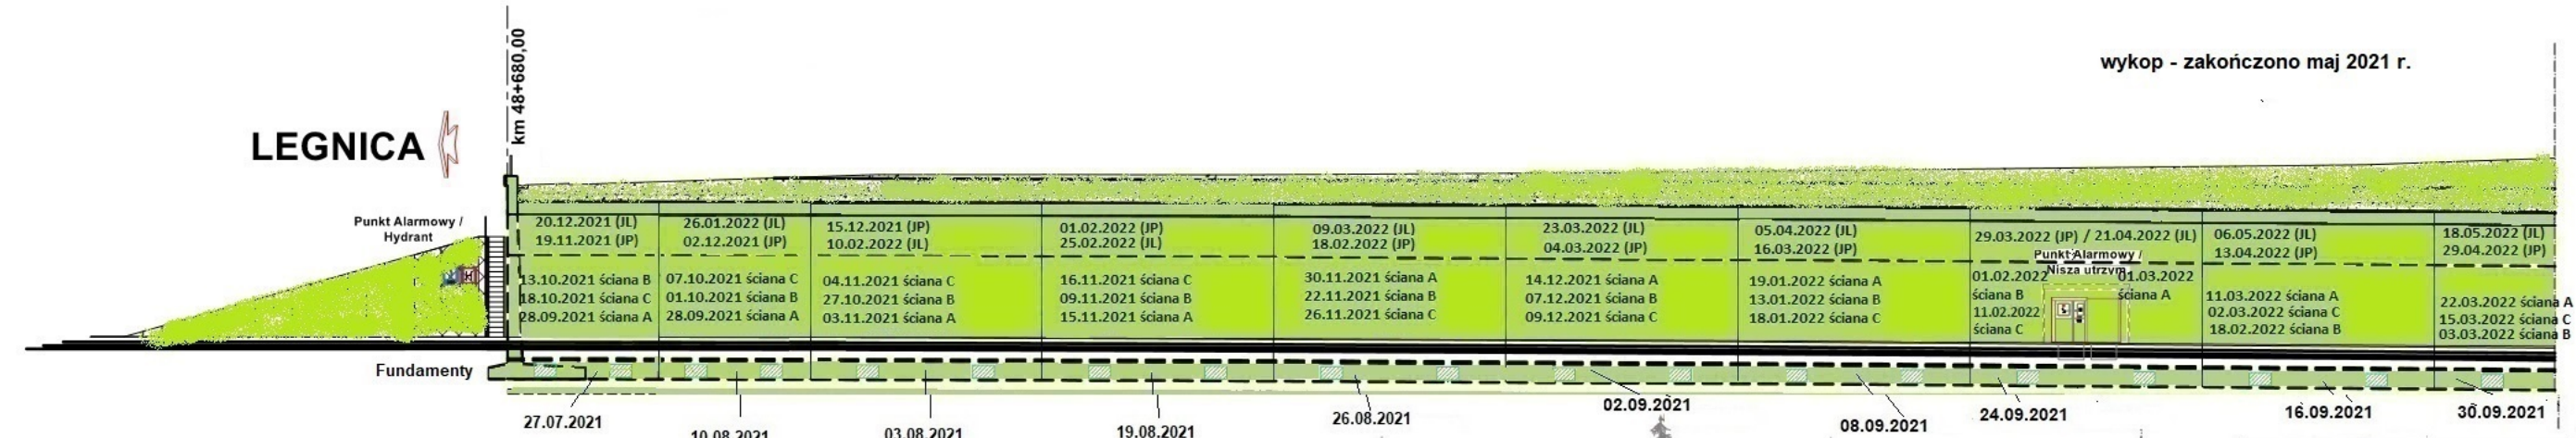 wykop - zakończono maj 2021 r.
km 48+680,00
LEGNICA
Punkt Alarmowy /
Hydrant
20.12.2021 (JL)
19.11.2021 (JP)
13.10.2021 ściana B
18.10.2021 ściana C
28.09.2021 ściana A
26.01.2022 (JL)
02.12.2021 (JP)
07.10.2021 ściana C
01.10.2021 ściana B
28.09.2021 ściana A
15.12.2021 (JP)
10.02.2022 (JL)
04.11.2021 ściana C
27.10.2021 ściana B
03.11.2021 ściana A
01.02.2022 (JP)
25.02.2022 (JL)
16.11.2021 ściana C
09.11.2021 ściana B
15.11.2021 ściana A
09.03.2022 (JL)
18.02.2022 (JP)
30.11.2021 ściana A
22.11.2021 ściana B
26.11.2021 ściana C
23.03.2022 (JL)
04.03.2022 (JP)
14.12.2021 ściana A
07.12.2021 ściana B
09.12.2021 ściana C
05.04.2022 (JL)
16.03.2022 (JP)
19.01.2022 ściana A
13.01.2022 ściana B
18.01.2022 ściana C
29.03.2022 (JP) / 21.04.2022 (JL)
Punkt Alarmowy /
Nisza utrzym.
01.02.2022
ściana B
11.02.2022
ściana C
01.03.2022
ściana A
06.05.2022 (JL)
13.04.2022 (JP)
11.03.2022 ściana A
02.03.2022 ściana C
18.02.2022 ściana B
18.05.2022 (JL)
29.04.2022 (JP)
22.03.2022 ściana A
15.03.2022 ściana C
03.03.2022 ściana B
Fundamenty
27.07.2021
10.08.2021
03.08.2021
19.08.2021
26.08.2021
02.09.2021
08.09.2021
24.09.2021
16.09.2021
30.09.2021